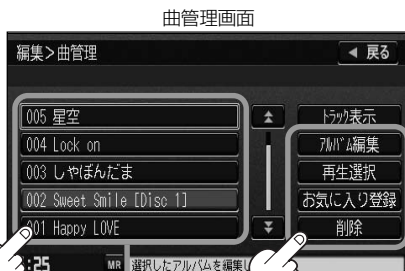 曲管理画面
編集>曲管理
◀ 戻る
005 星空
004 Lock on
003 しゃぼんだま
002 Sweet Smile [Disc 1]
001 Happy LOVE
トラック表示
アルバム編集
再生選択
お気に入り登録
削除
:25
MR
選択したアルバムを編集し